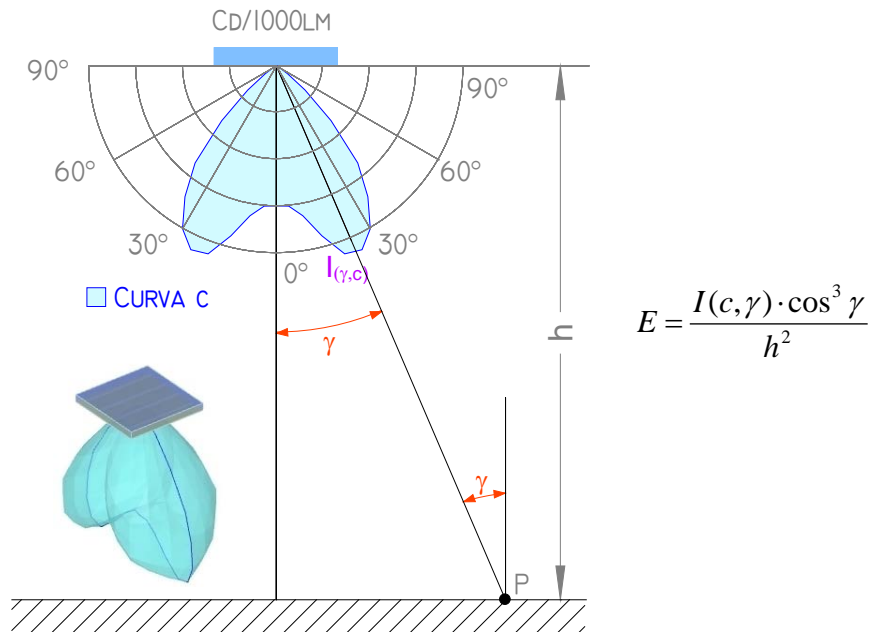 CD/1000LM
90°
90°
60°
60°
30°
30°
0°
I(γ,c)
CURVA C
γ
h
E = I(c,γ)·cos³ γ / h²
γ
P